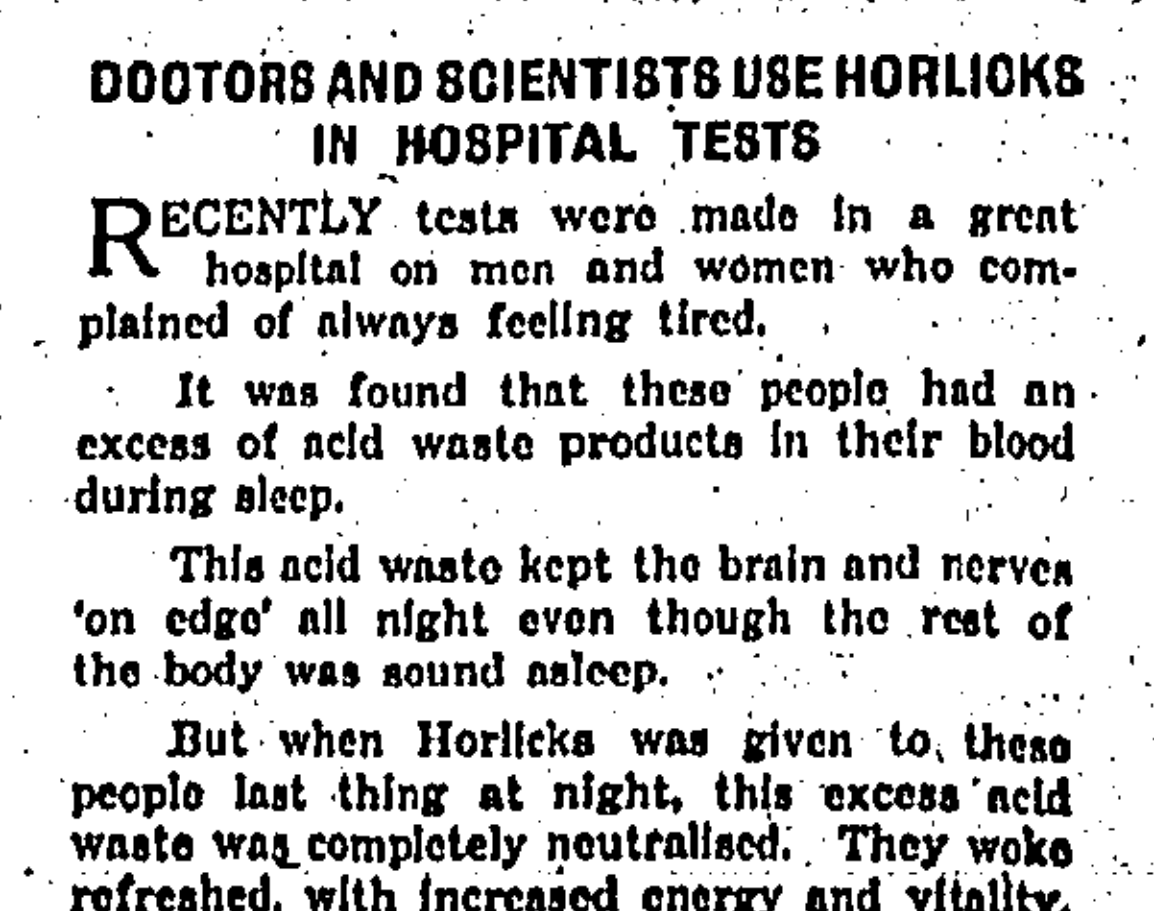 DOCTORS AND SCIENTISTS USE HORLICKS
IN HOSPITAL TESTS
RECENTLY tests were made in a great
hospital on men and women who com-
plained of always feeling tired.
It was found that these people had an
excess of acid waste products in their blood
during sleep.
This acid waste kept the brain and nerves
'on edge' all night even though the rest of
the body was sound asleep.
But when Horlicks was given to these
people last thing at night, this excess acid
waste was completely neutralised. They woke
refreshed, with increased energy and vitality.